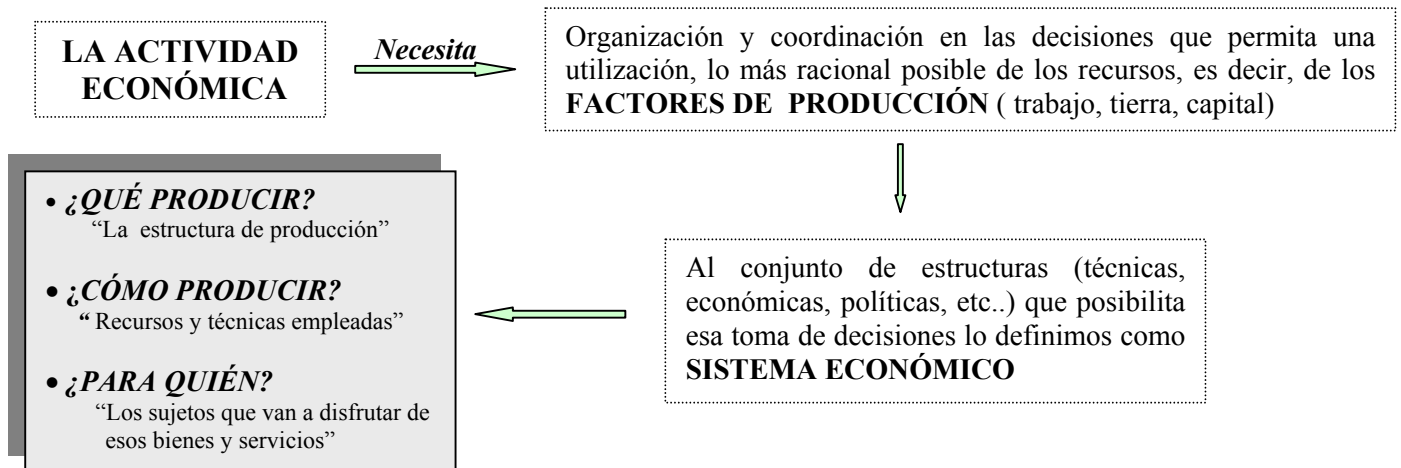 LA ACTIVIDAD
ECONÓMICA
Necesita
Organización y coordinación en las decisiones que permita una
utilización, lo más racional posible de los recursos, es decir, de los
FACTORES DE PRODUCCIÓN ( trabajo, tierra, capital)
Al conjunto de estructuras (técnicas,
económicas, políticas, etc..) que posibilita
esa toma de decisiones lo definimos como
SISTEMA ECONÓMICO
• ¿QUÉ PRODUCIR?
“La estructura de producción”
• ¿CÓMO PRODUCIR?
“ Recursos y técnicas empleadas”
• ¿PARA QUIÉN?
“Los sujetos que van a disfrutar de
esos bienes y servicios”